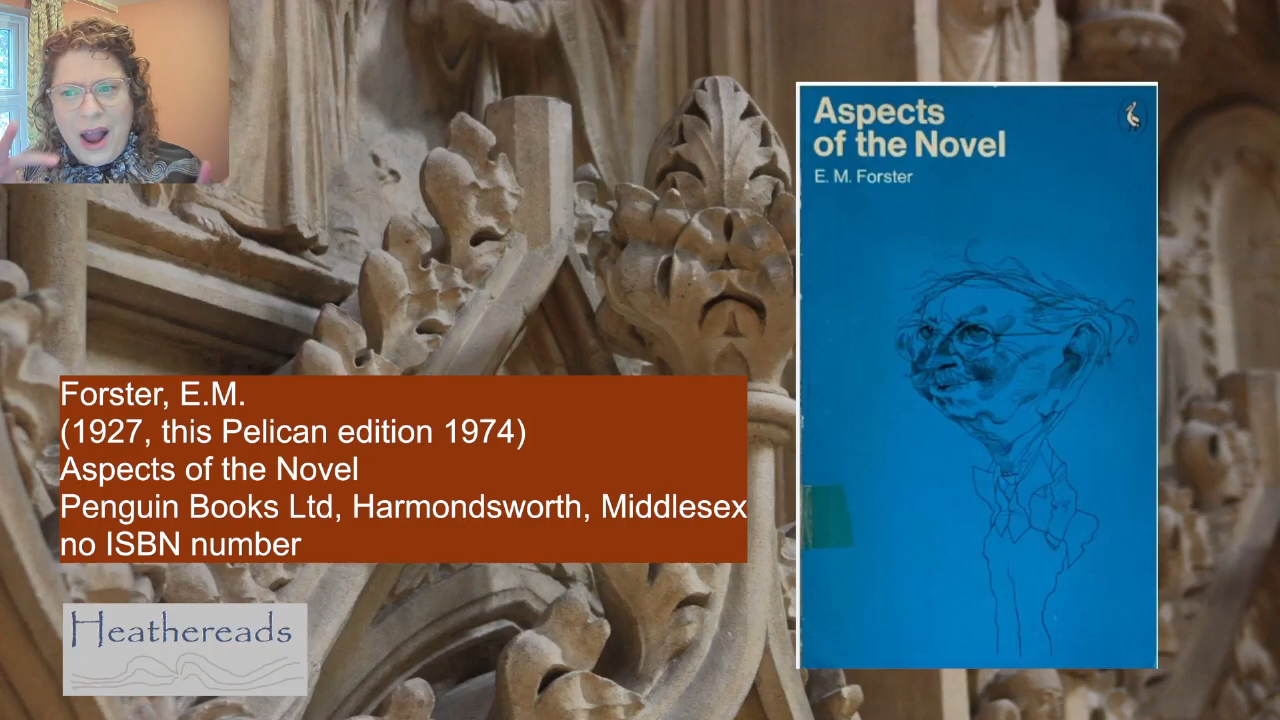 Aspects
of the Novel
E. M. Forster
Forster, E.M.
(1927, this Pelican edition 1974)
Aspects of the Novel
Penguin Books Ltd, Harmondsworth, Middlesex
no ISBN number
Heathereads